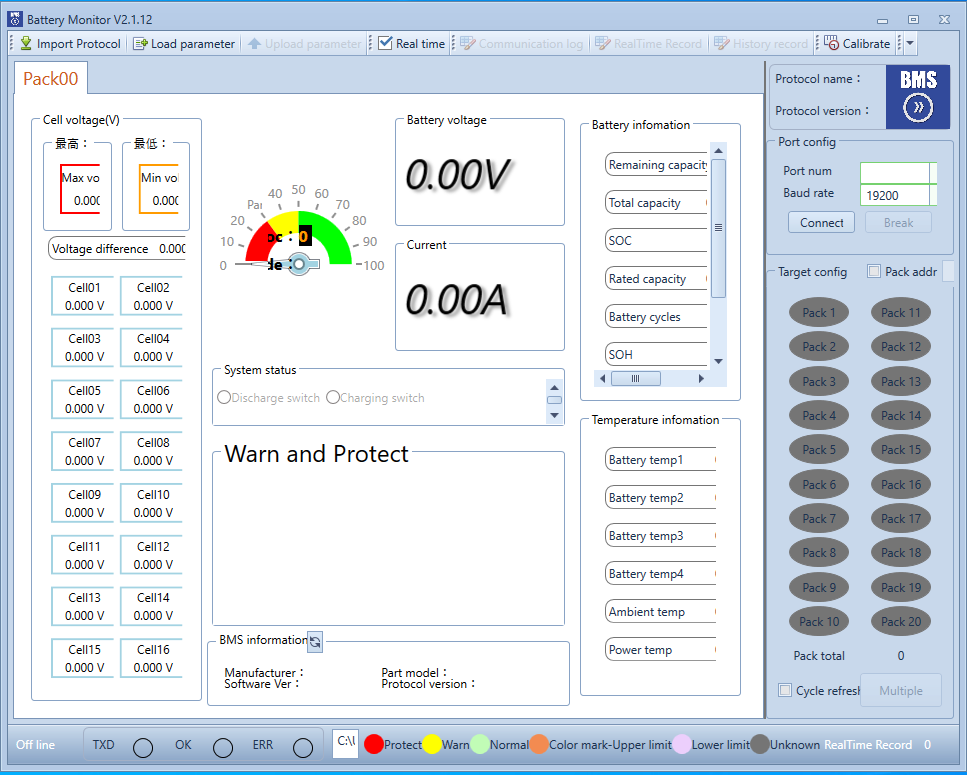 Battery Monitor V2.1.12
Import Protocol Load parameter Upload parameter Real time Communication log RealTime Record History record Calibrate
Pack00
Cell voltage(V)
最高： 最低：
Max vo Min vol
0.00 0.00
Voltage difference 0.000
Cell01 Cell02
0.000 V 0.000 V
Cell03 Cell04
0.000 V 0.000 V
Cell05 Cell06
0.000 V 0.000 V
Cell07 Cell08
0.000 V 0.000 V
Cell09 Cell10
0.000 V 0.000 V
Cell11 Cell12
0.000 V 0.000 V
Cell13 Cell14
0.000 V 0.000 V
Cell15 Cell16
0.000 V 0.000 V
0 10 20 40 50 60 70 80 90 100
Par
oc : 0
de :
Battery voltage
0.00V
Current
0.00A
System status
Discharge switch Charging switch
Warn and Protect
BMS information
Manufacturer : Part model :
Software Ver : Protocol version :
Battery infomation
Remaining capacity
Total capacity
SOC
Rated capacity
Battery cycles
SOH
Temperature infomation
Battery temp1
Battery temp2
Battery temp3
Battery temp4
Ambient temp
Power temp
Protocol name :
Protocol version :
BMS
Port config
Port num
Baud rate 19200
Connect Break
Target config Pack addr
Pack 1 Pack 11
Pack 2 Pack 12
Pack 3 Pack 13
Pack 4 Pack 14
Pack 5 Pack 15
Pack 6 Pack 16
Pack 7 Pack 17
Pack 8 Pack 18
Pack 9 Pack 19
Pack 10 Pack 20
Pack total 0
Cycle refresh Multiple
Off line TXD OK ERR C:\U Protect Warn Normal Color mark-Upper limit Lower limit Unknown RealTime Record 0